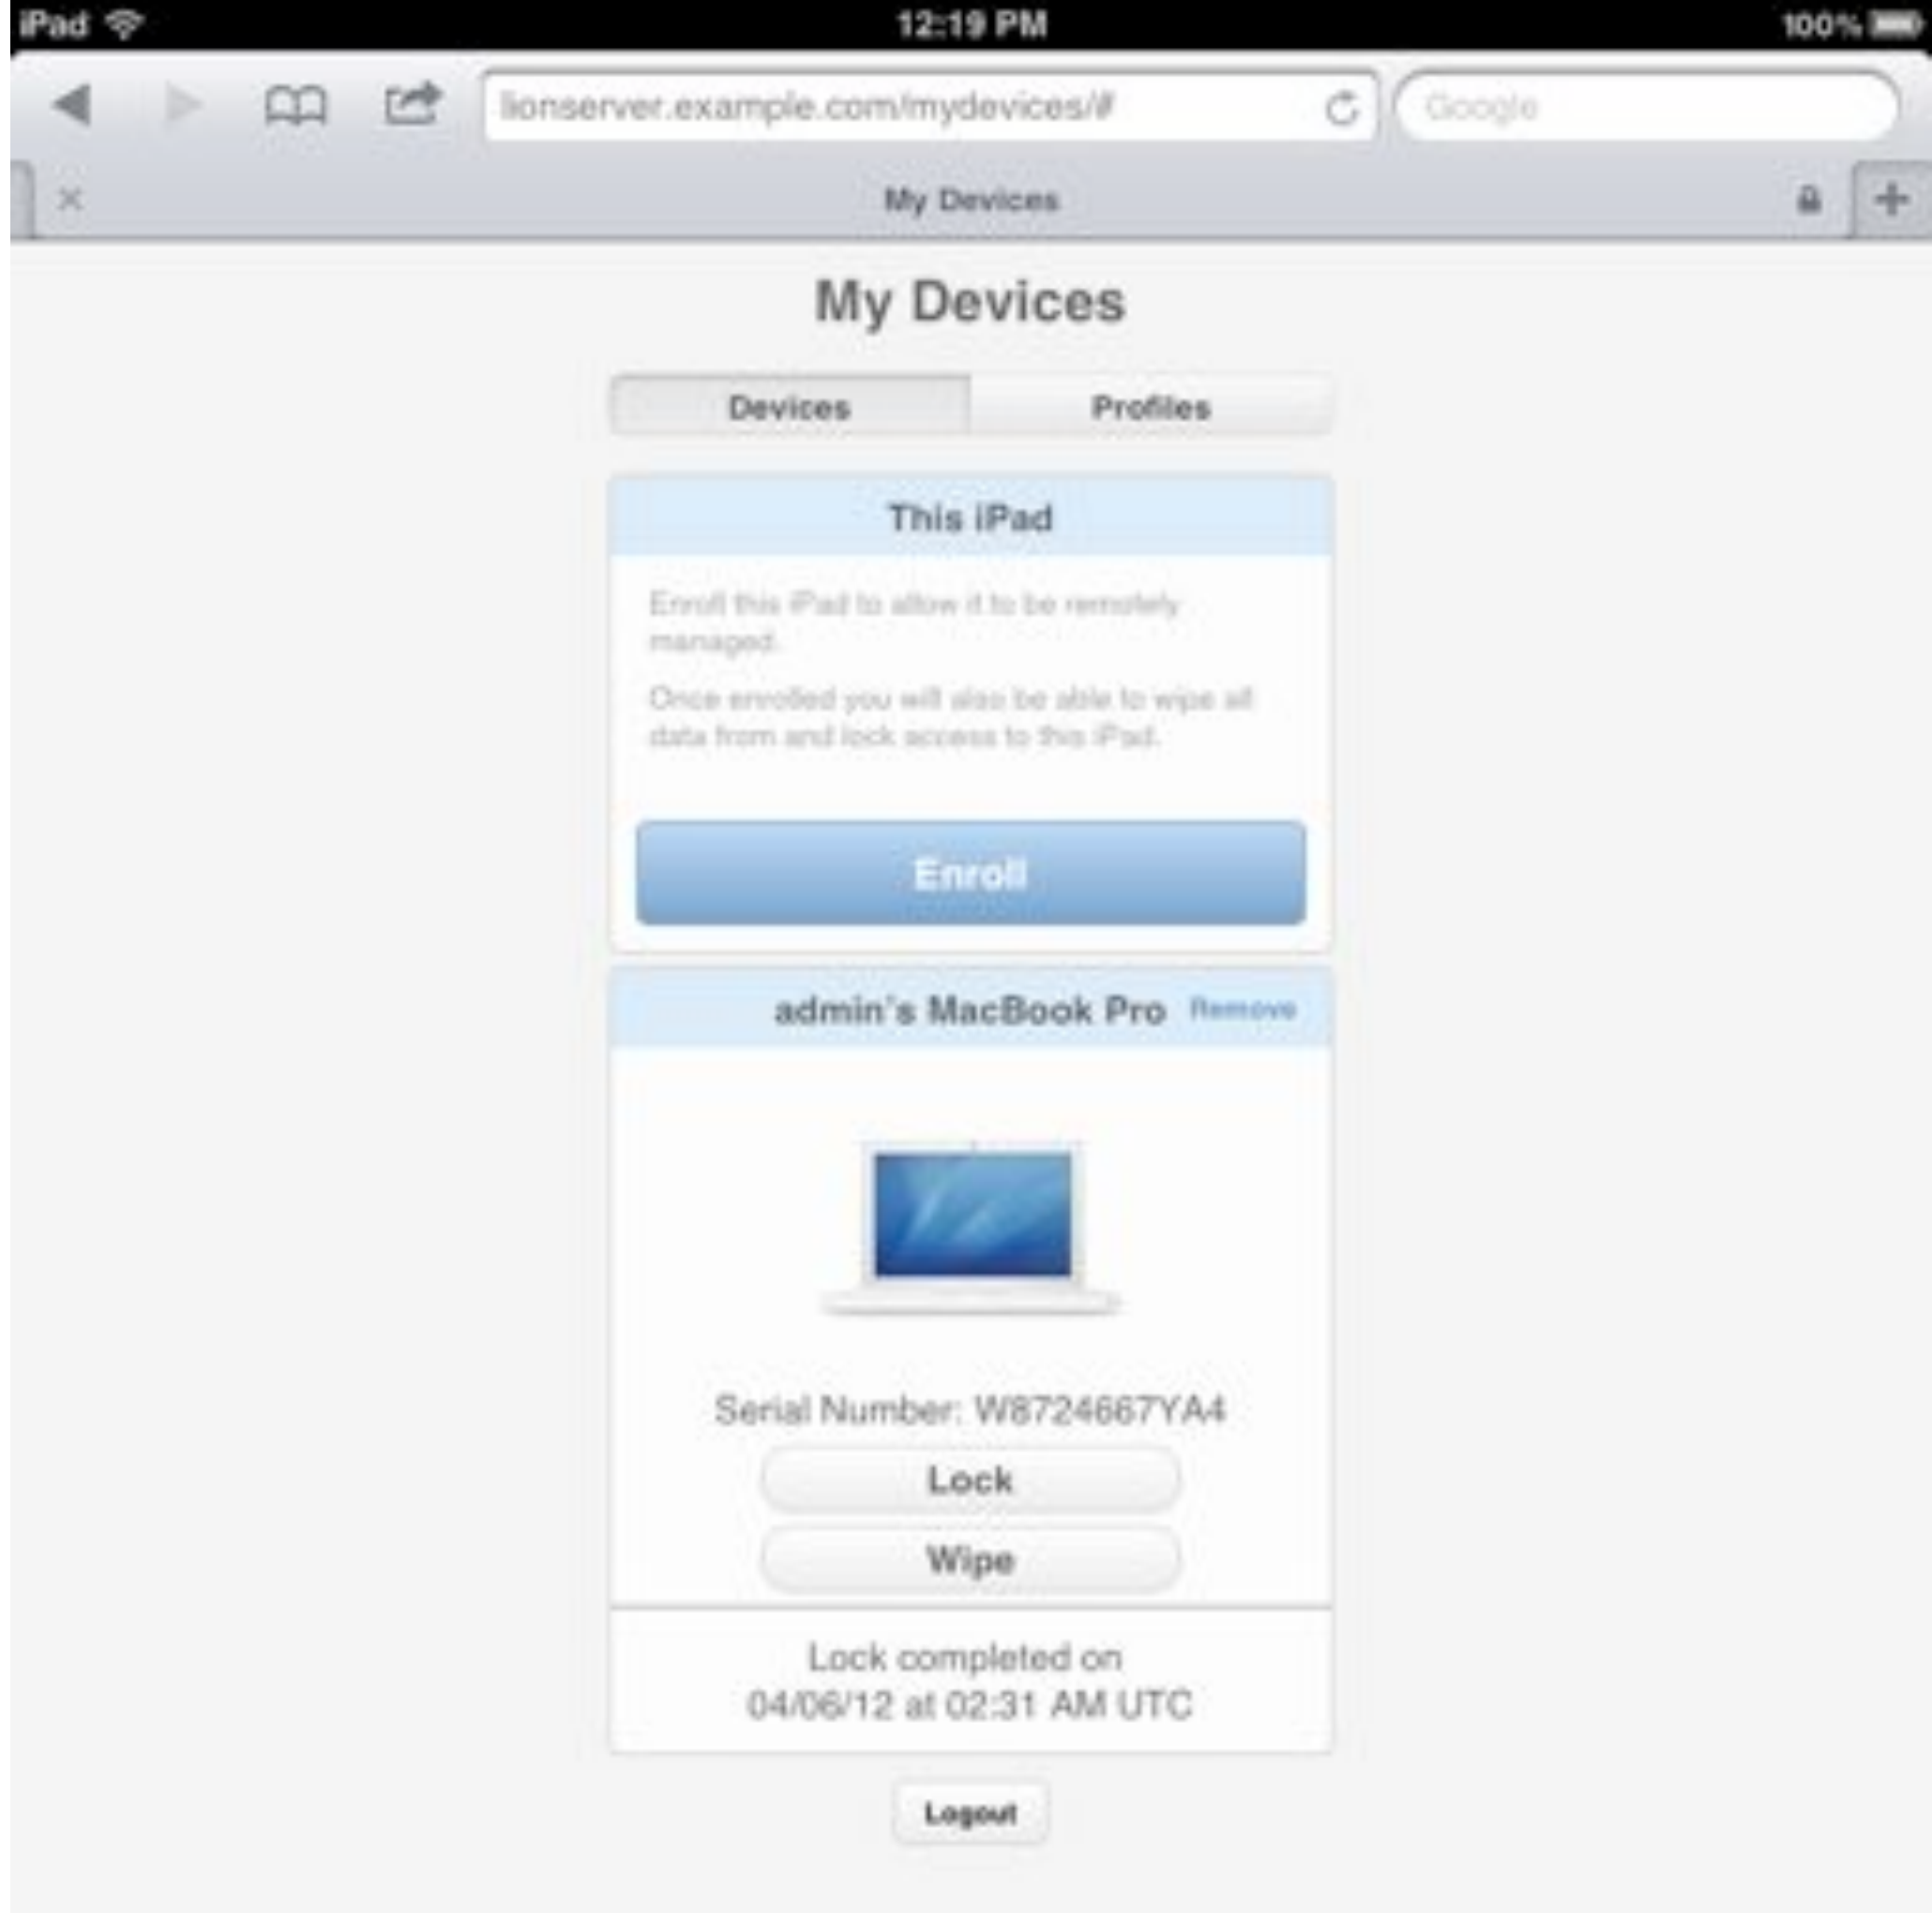 iPad 12:19 PM 100%
lionserver.example.com/mydevices/# Google
My Devices
My Devices
Devices Profiles
This iPad
Enroll this iPad to allow it to be remotely
managed.
Once enrolled you will also be able to wipe all
data from and lock access to this iPad.
Enroll
admin's MacBook Pro Remove
Serial Number: W8724667YA4
Lock
Wipe
Lock completed on
04/06/12 at 02:31 AM UTC
Logout